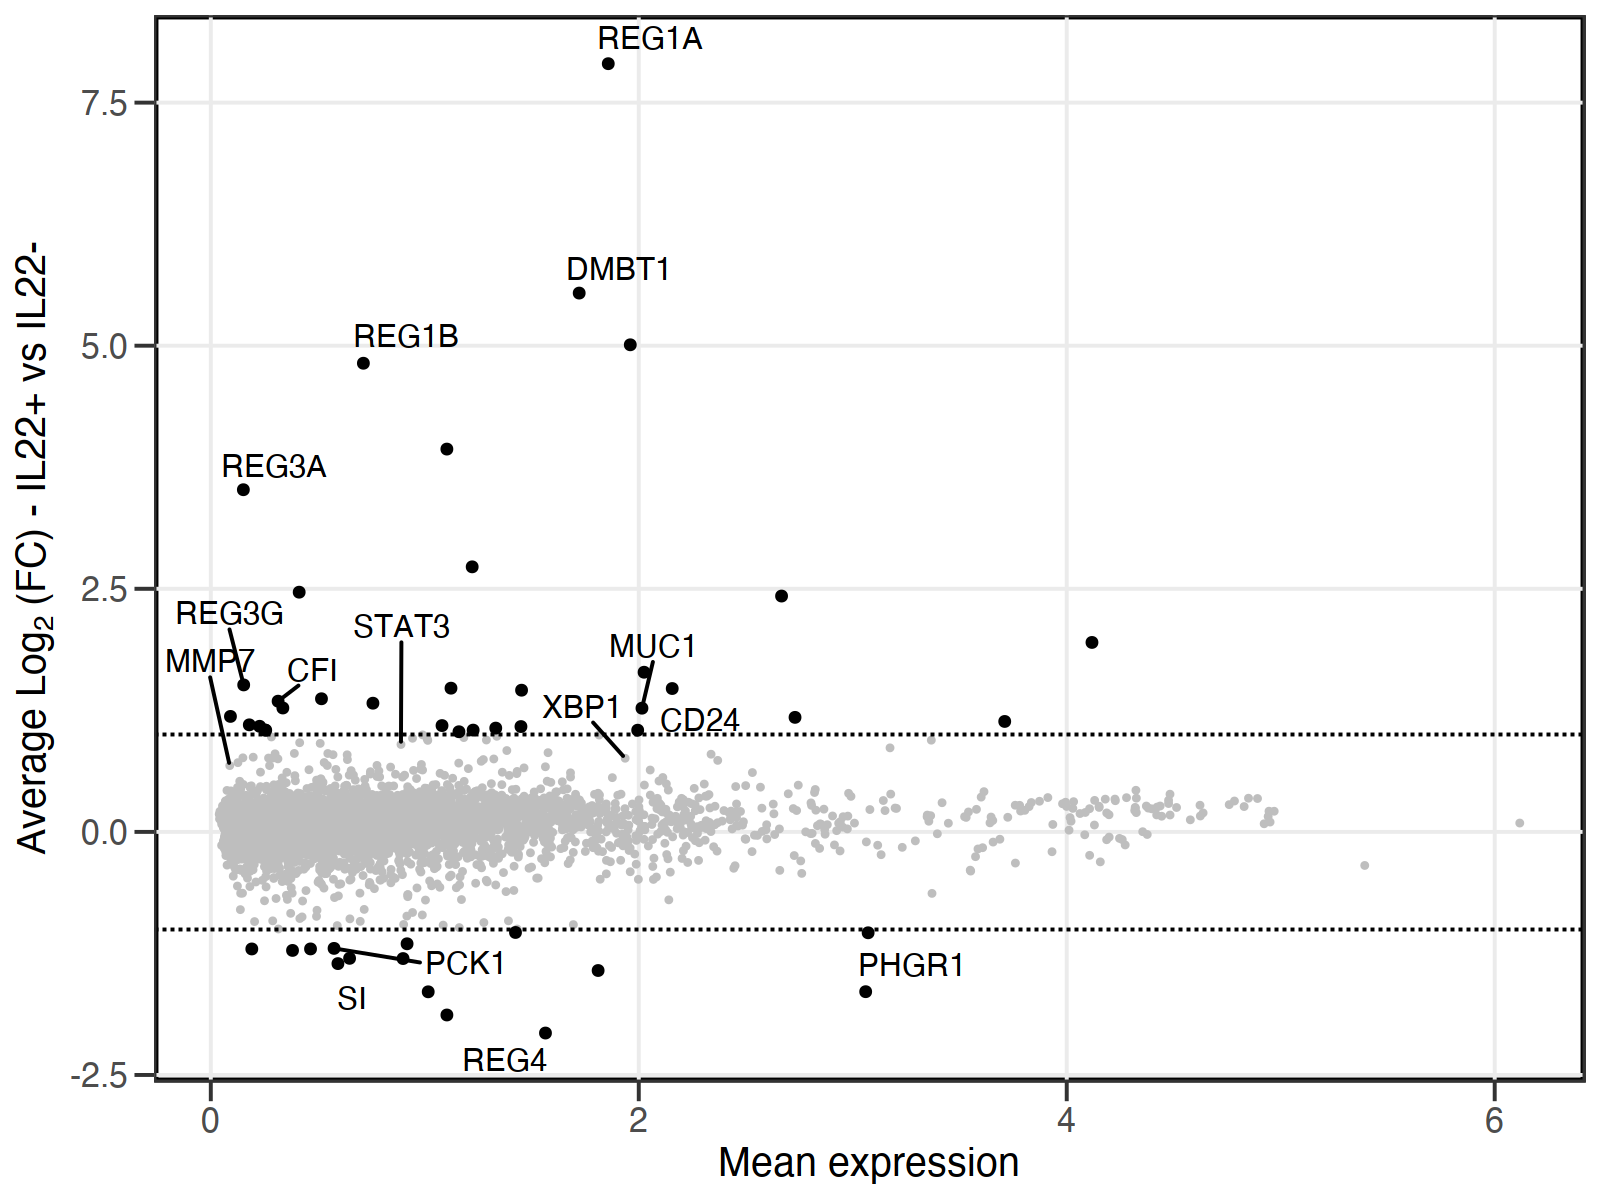 REG1A
7.5
DMBT1
REG1B
5.0
REG3A
2.5
REG3G
STAT3
MUC1
MMP7
CFI
XBP1
CD24
0.0
PCK1
PHGR1
SI
REG4
-2.5
0 2 4 6
Mean expression
Average Log₂ (FC) - IL22+ vs IL22-